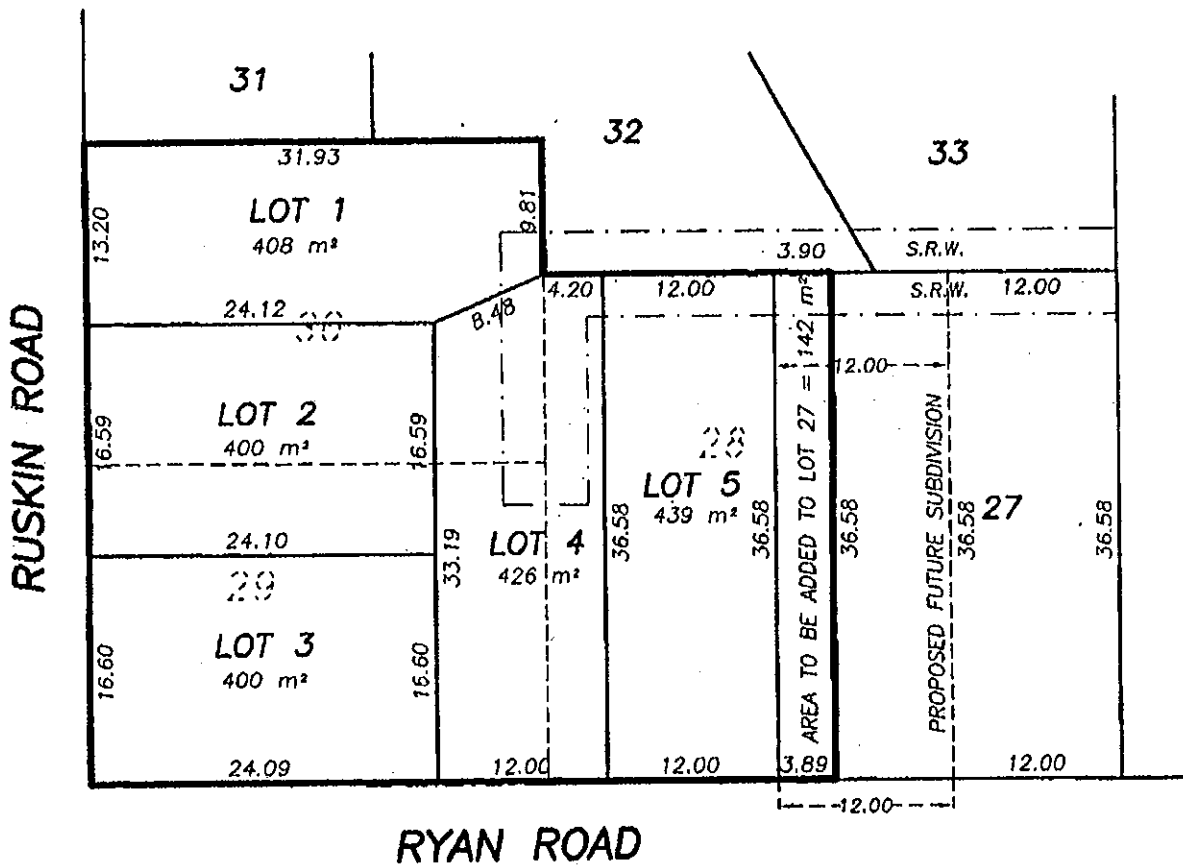 31
32
33
31.93
LOT 1
408 m²
13.20
9.81
3.90
S.R.W.
24.12
30
8.48
4.20
12.00
S.R.W.
12.00
LOT 2
400 m²
16.59
16.59
12.00
28
LOT 5
439 m²
AREA TO BE ADDED TO LOT 27 = 142 m²
PROPOSED FUTURE SUBDIVISION
27
RUSKIN ROAD
24.10
33.19
LOT 4
426 m²
36.58
36.58
36.58
36.58
36.58
29
LOT 3
400 m²
16.60
16.60
24.09
12.00
12.00
3.89
12.00
12.00
RYAN ROAD